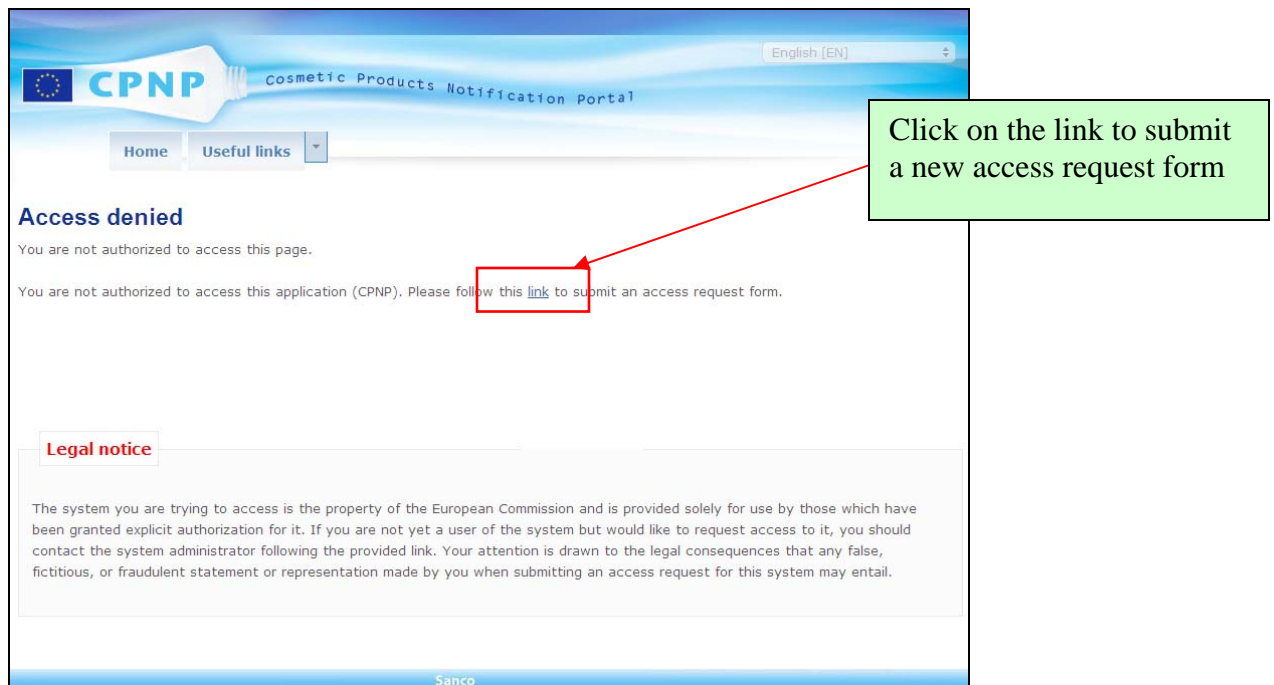 English [EN]
CPNP
Cosmetic Products Notification Portal
Home Useful links
Click on the link to submit
a new access request form
Access denied
You are not authorized to access this page.
You are not authorized to access this application (CPNP). Please follow this link to submit an access request form.
Legal notice
The system you are trying to access is the property of the European Commission and is provided solely for use by those which have
been granted explicit authorization for it. If you are not yet a user of the system but would like to request access to it, you should
contact the system administrator following the provided link. Your attention is drawn to the legal consequences that any false,
fictitious, or fraudulent statement or representation made by you when submitting an access request for this system may entail.
Sanco